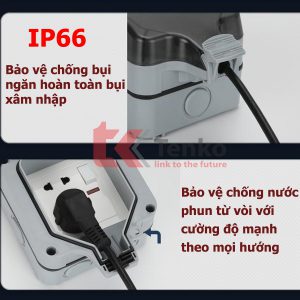 IP66
Bảo vệ chống bụi
ngăn hoàn toàn bụi
xâm nhập
Tenko
link to the future
Bảo vệ chống nước
phun từ vòi với
cường độ mạnh
theo mọi hướng